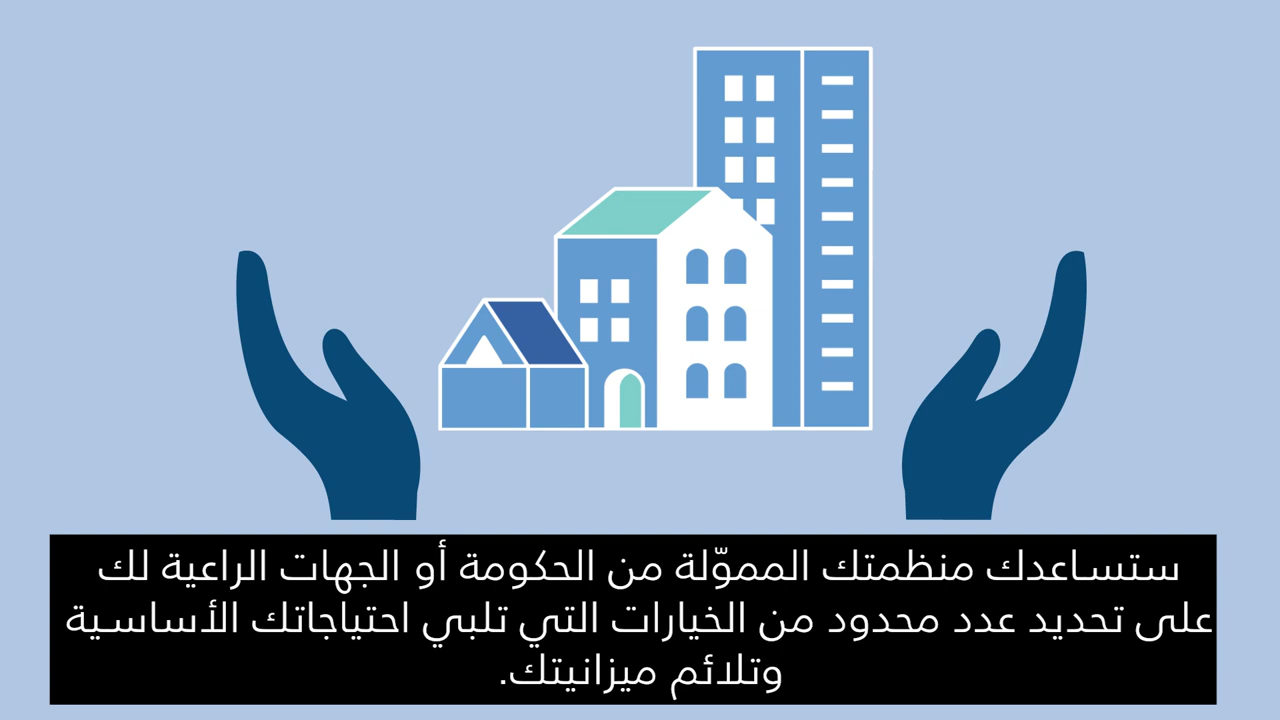 ستساعدك منظمتك المموّلة من الحكومة أو الجهات الراعية لك
على تحديد عدد محدود من الخيارات التي تلبي احتياجاتك الأساسية
وتلائم ميزانيتك.